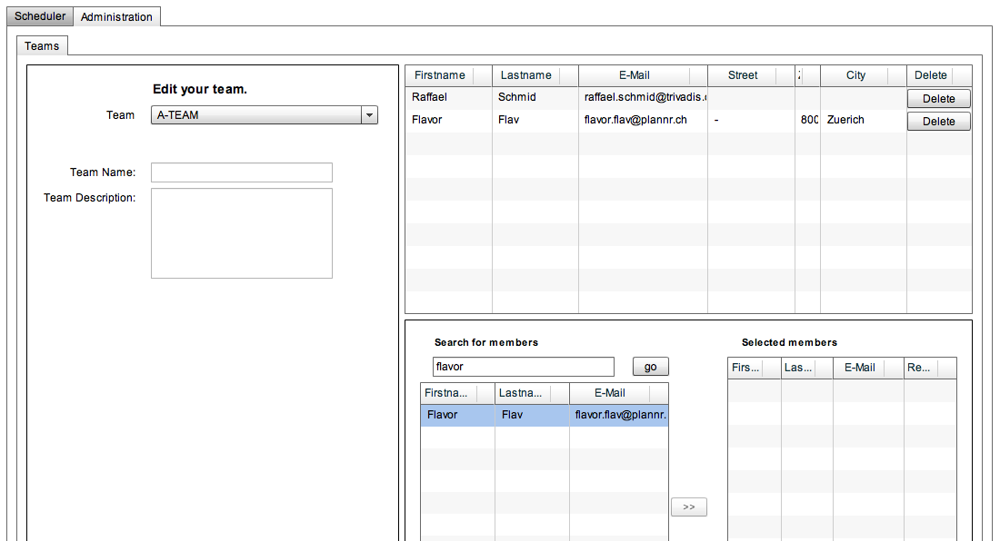 Scheduler Administration
Teams
Edit your team.
Team A-TEAM
Team Name:
Team Description:
Firstname Lastname E-Mail Street City Delete
Raffael Schmid raffael.schmid@trivadis. Delete
Flavor Flav flavor.flav@plannr.ch - 800 Zuerich Delete
Search for members
flavor go
Firstna... Lastna... E-Mail
Flavor Flav flavor.flav@plannr.
>>
Selected members
Firs... Las... E-Mail Re...